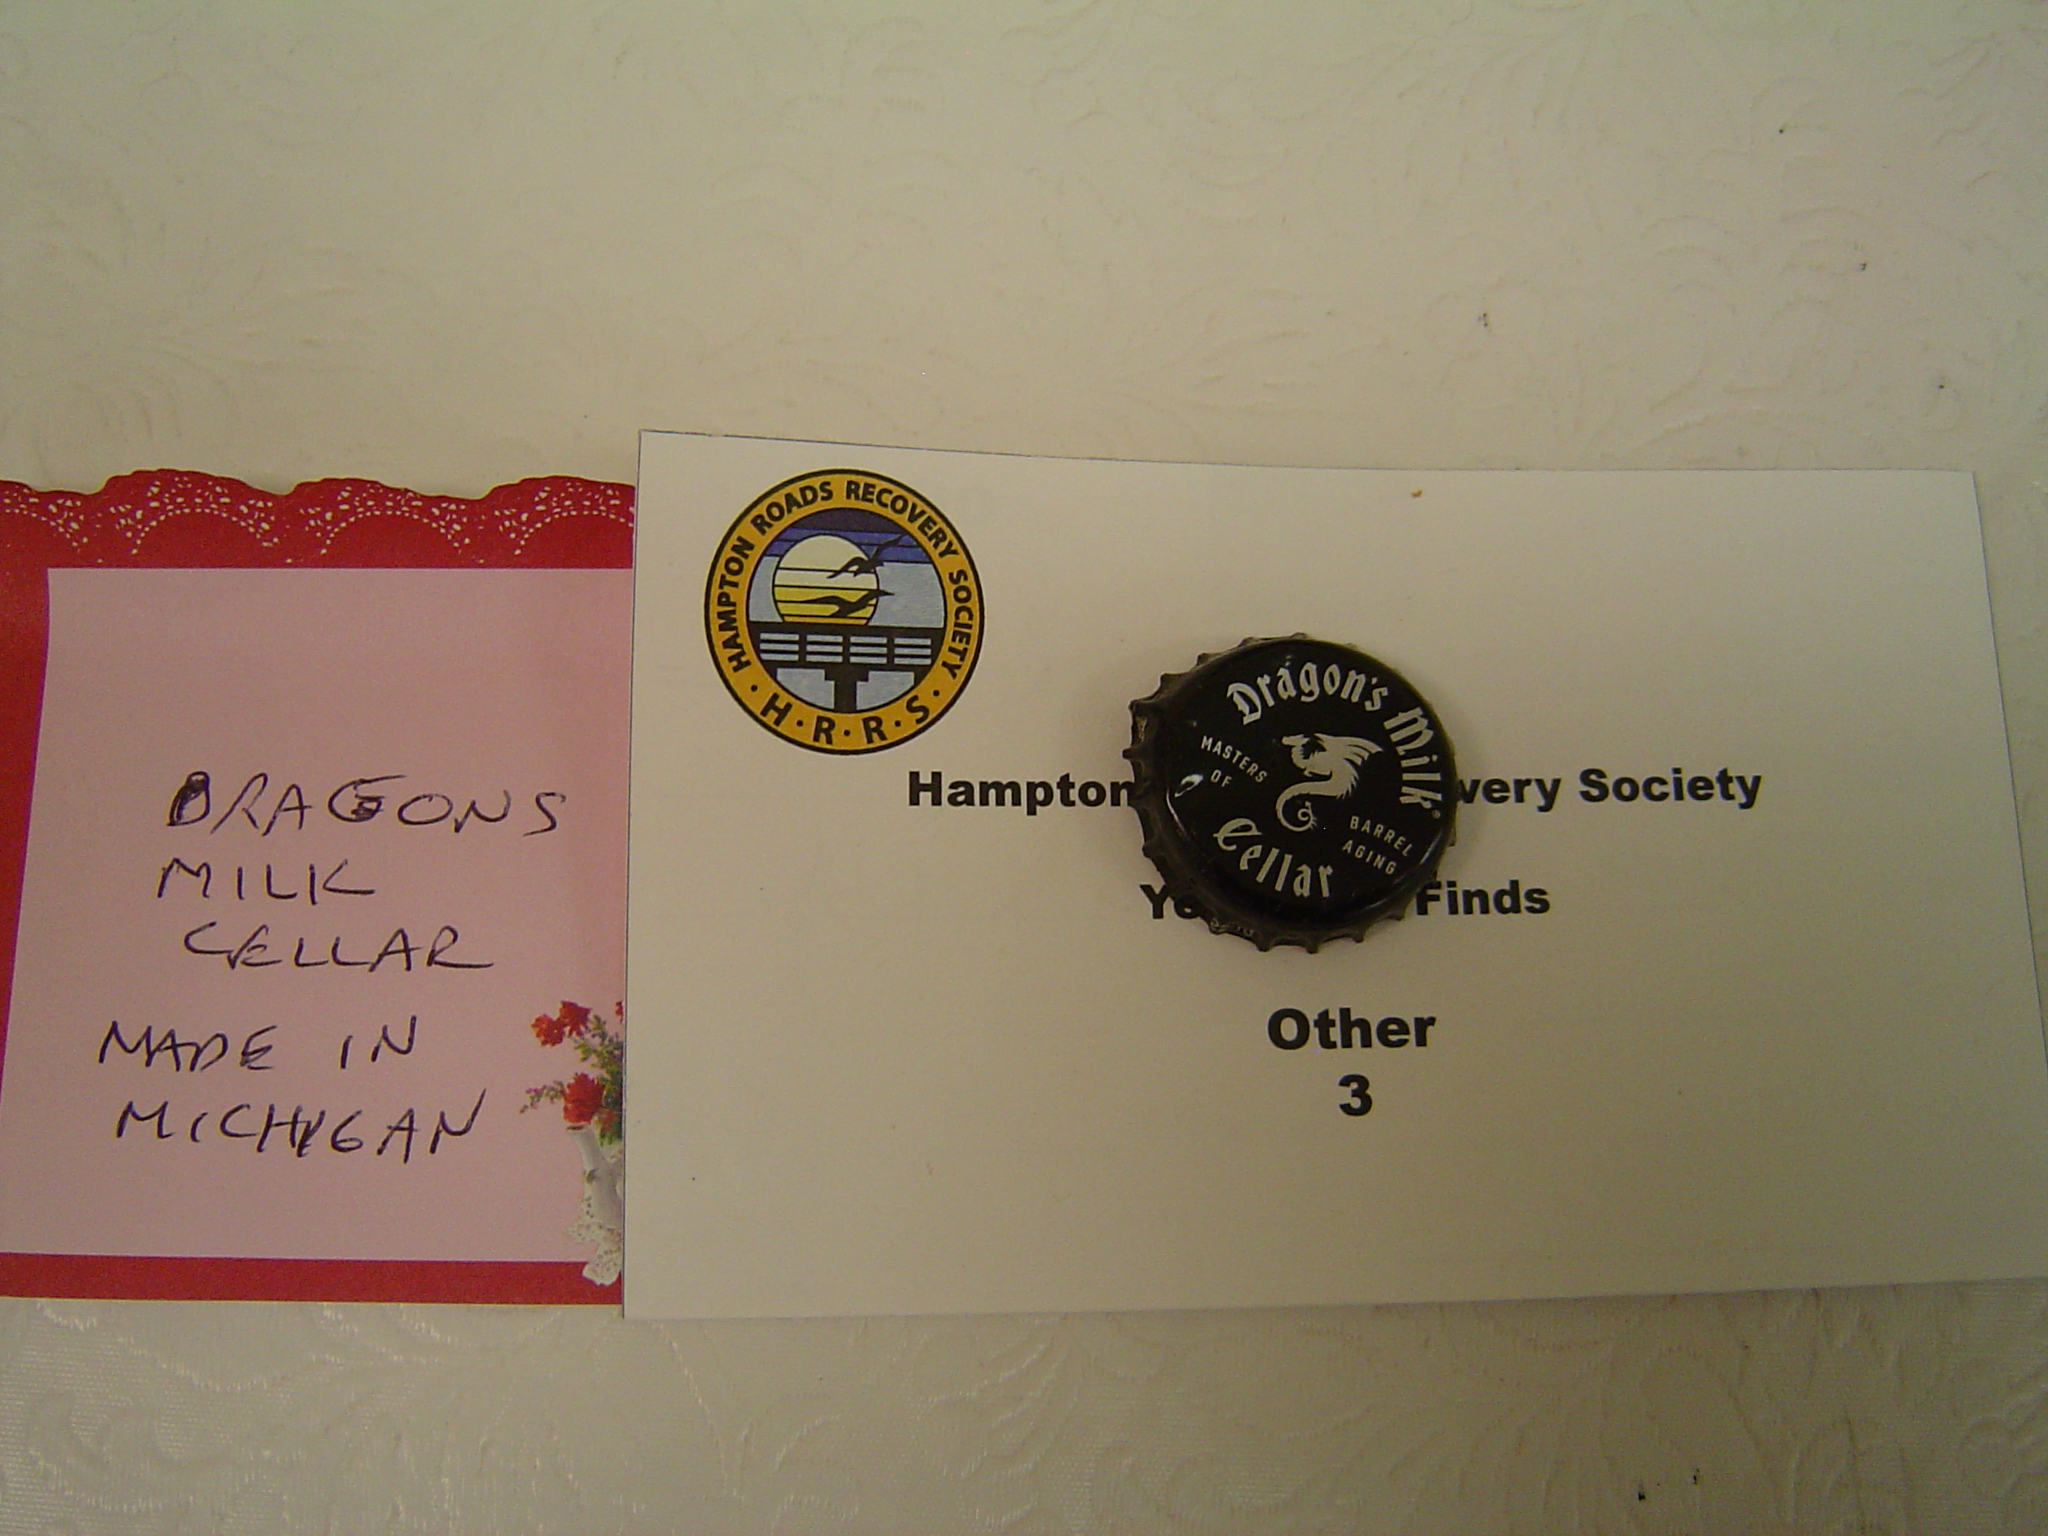 DRAGONS
MILK
CELLAR
MADE IN
MICHIGAN
HAMPTON ROADS RECOVERY SOCIETY
H·R·R·S
Hampton very Society
Finds
Other
3
Dragon's Milk
MASTERS
OF
BARREL
AGING
Cellar